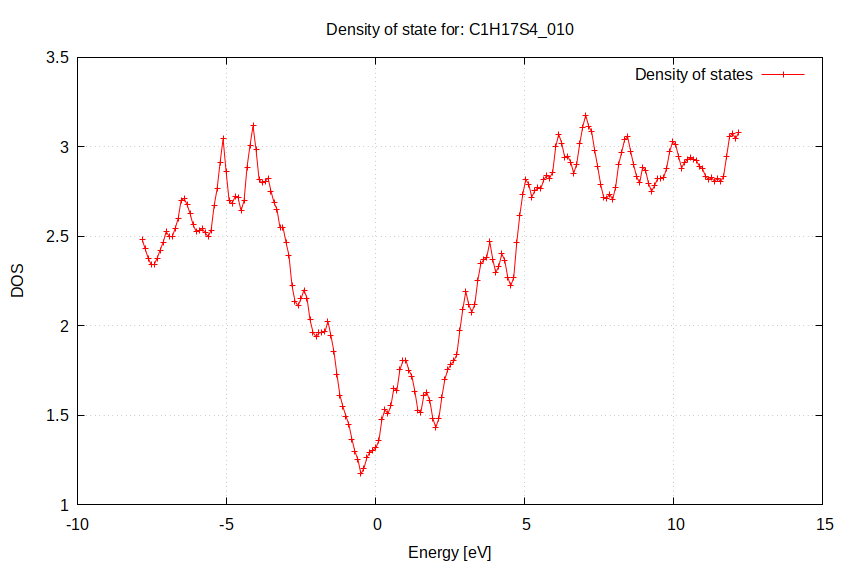 Density of state for: C1H17S4_010
Density of states
3.5
3
2.5
2
1.5
1
DOS
-10 -5 0 5 10 15
Energy [eV]